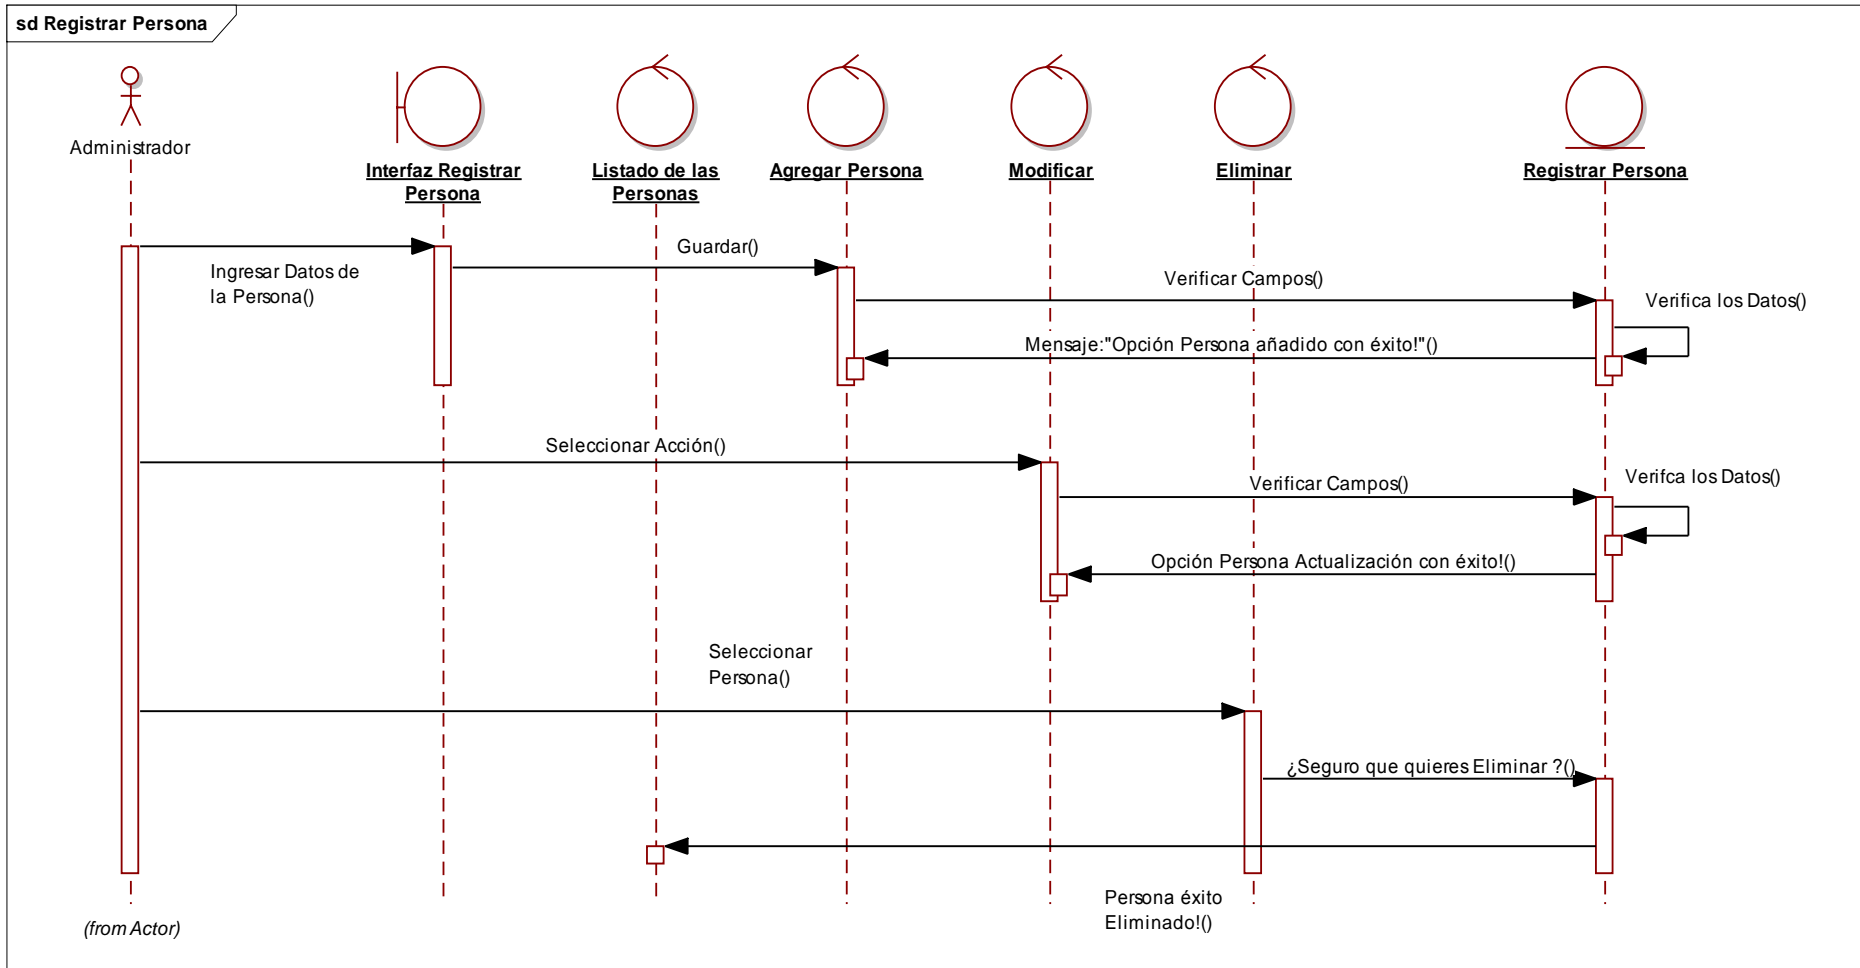 sd Registrar Persona
Administrador
Interfaz Registrar
Persona
Listado de las
Personas
Agregar Persona
Modificar
Eliminar
Registrar Persona
Ingresar Datos de
la Persona()
Guardar()
Verificar Campos()
Verifica los Datos()
Mensaje:"Opción Persona añadido con éxito!"()
Seleccionar Acción()
Verificar Campos()
Verifca los Datos()
Opción Persona Actualización con éxito!()
Seleccionar
Persona()
¿Seguro que quieres Eliminar ?()
Persona éxito
Eliminado!()
(from Actor)